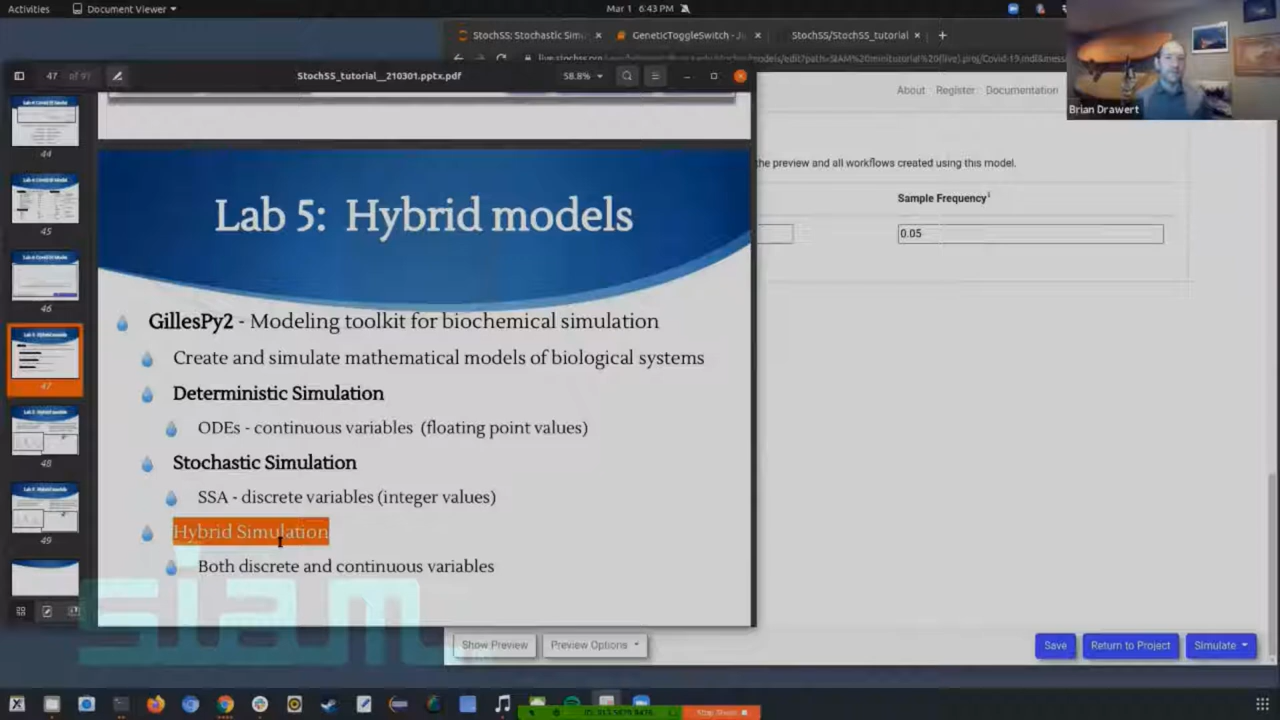 Activities
Document Viewer
Mar 1 6:43 PM
StochSS: Stochastic Simu
GeneticToggleSwitch - J
StochSS/StochSS_tutorial
47 of 91
StochSS_tutorial__210301.pptx.pdf
58.8%
About Register Documentation
Brian Drawert
44
45
46
47
48
49
Lab 5: Hybrid models
GillesPy2 - Modeling toolkit for biochemical simulation
Create and simulate mathematical models of biological systems
Deterministic Simulation
ODEs - continuous variables (floating point values)
Stochastic Simulation
SSA - discrete variables (integer values)
Hybrid Simulation
Both discrete and continuous variables
the preview and all workflows created using this model.
Sample Frequency
0.05
siam
Show Preview
Preview Options
Save
Return to Project
Simulate